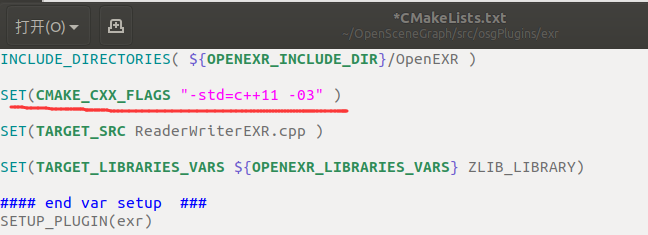 打开(O)
*CMakeLists.txt
~/OpenSceneGraph/src/osgPlugins/exr
INCLUDE_DIRECTORIES( ${OPENEXR_INCLUDE_DIR}/OpenEXR )
SET(CMAKE_CXX_FLAGS "-std=c++11 -03" )
SET(TARGET_SRC ReaderWriterEXR.cpp )
SET(TARGET_LIBRARIES_VARS ${OPENEXR_LIBRARIES_VARS} ZLIB_LIBRARY)
#### end var setup  ###
SETUP_PLUGIN(exr)